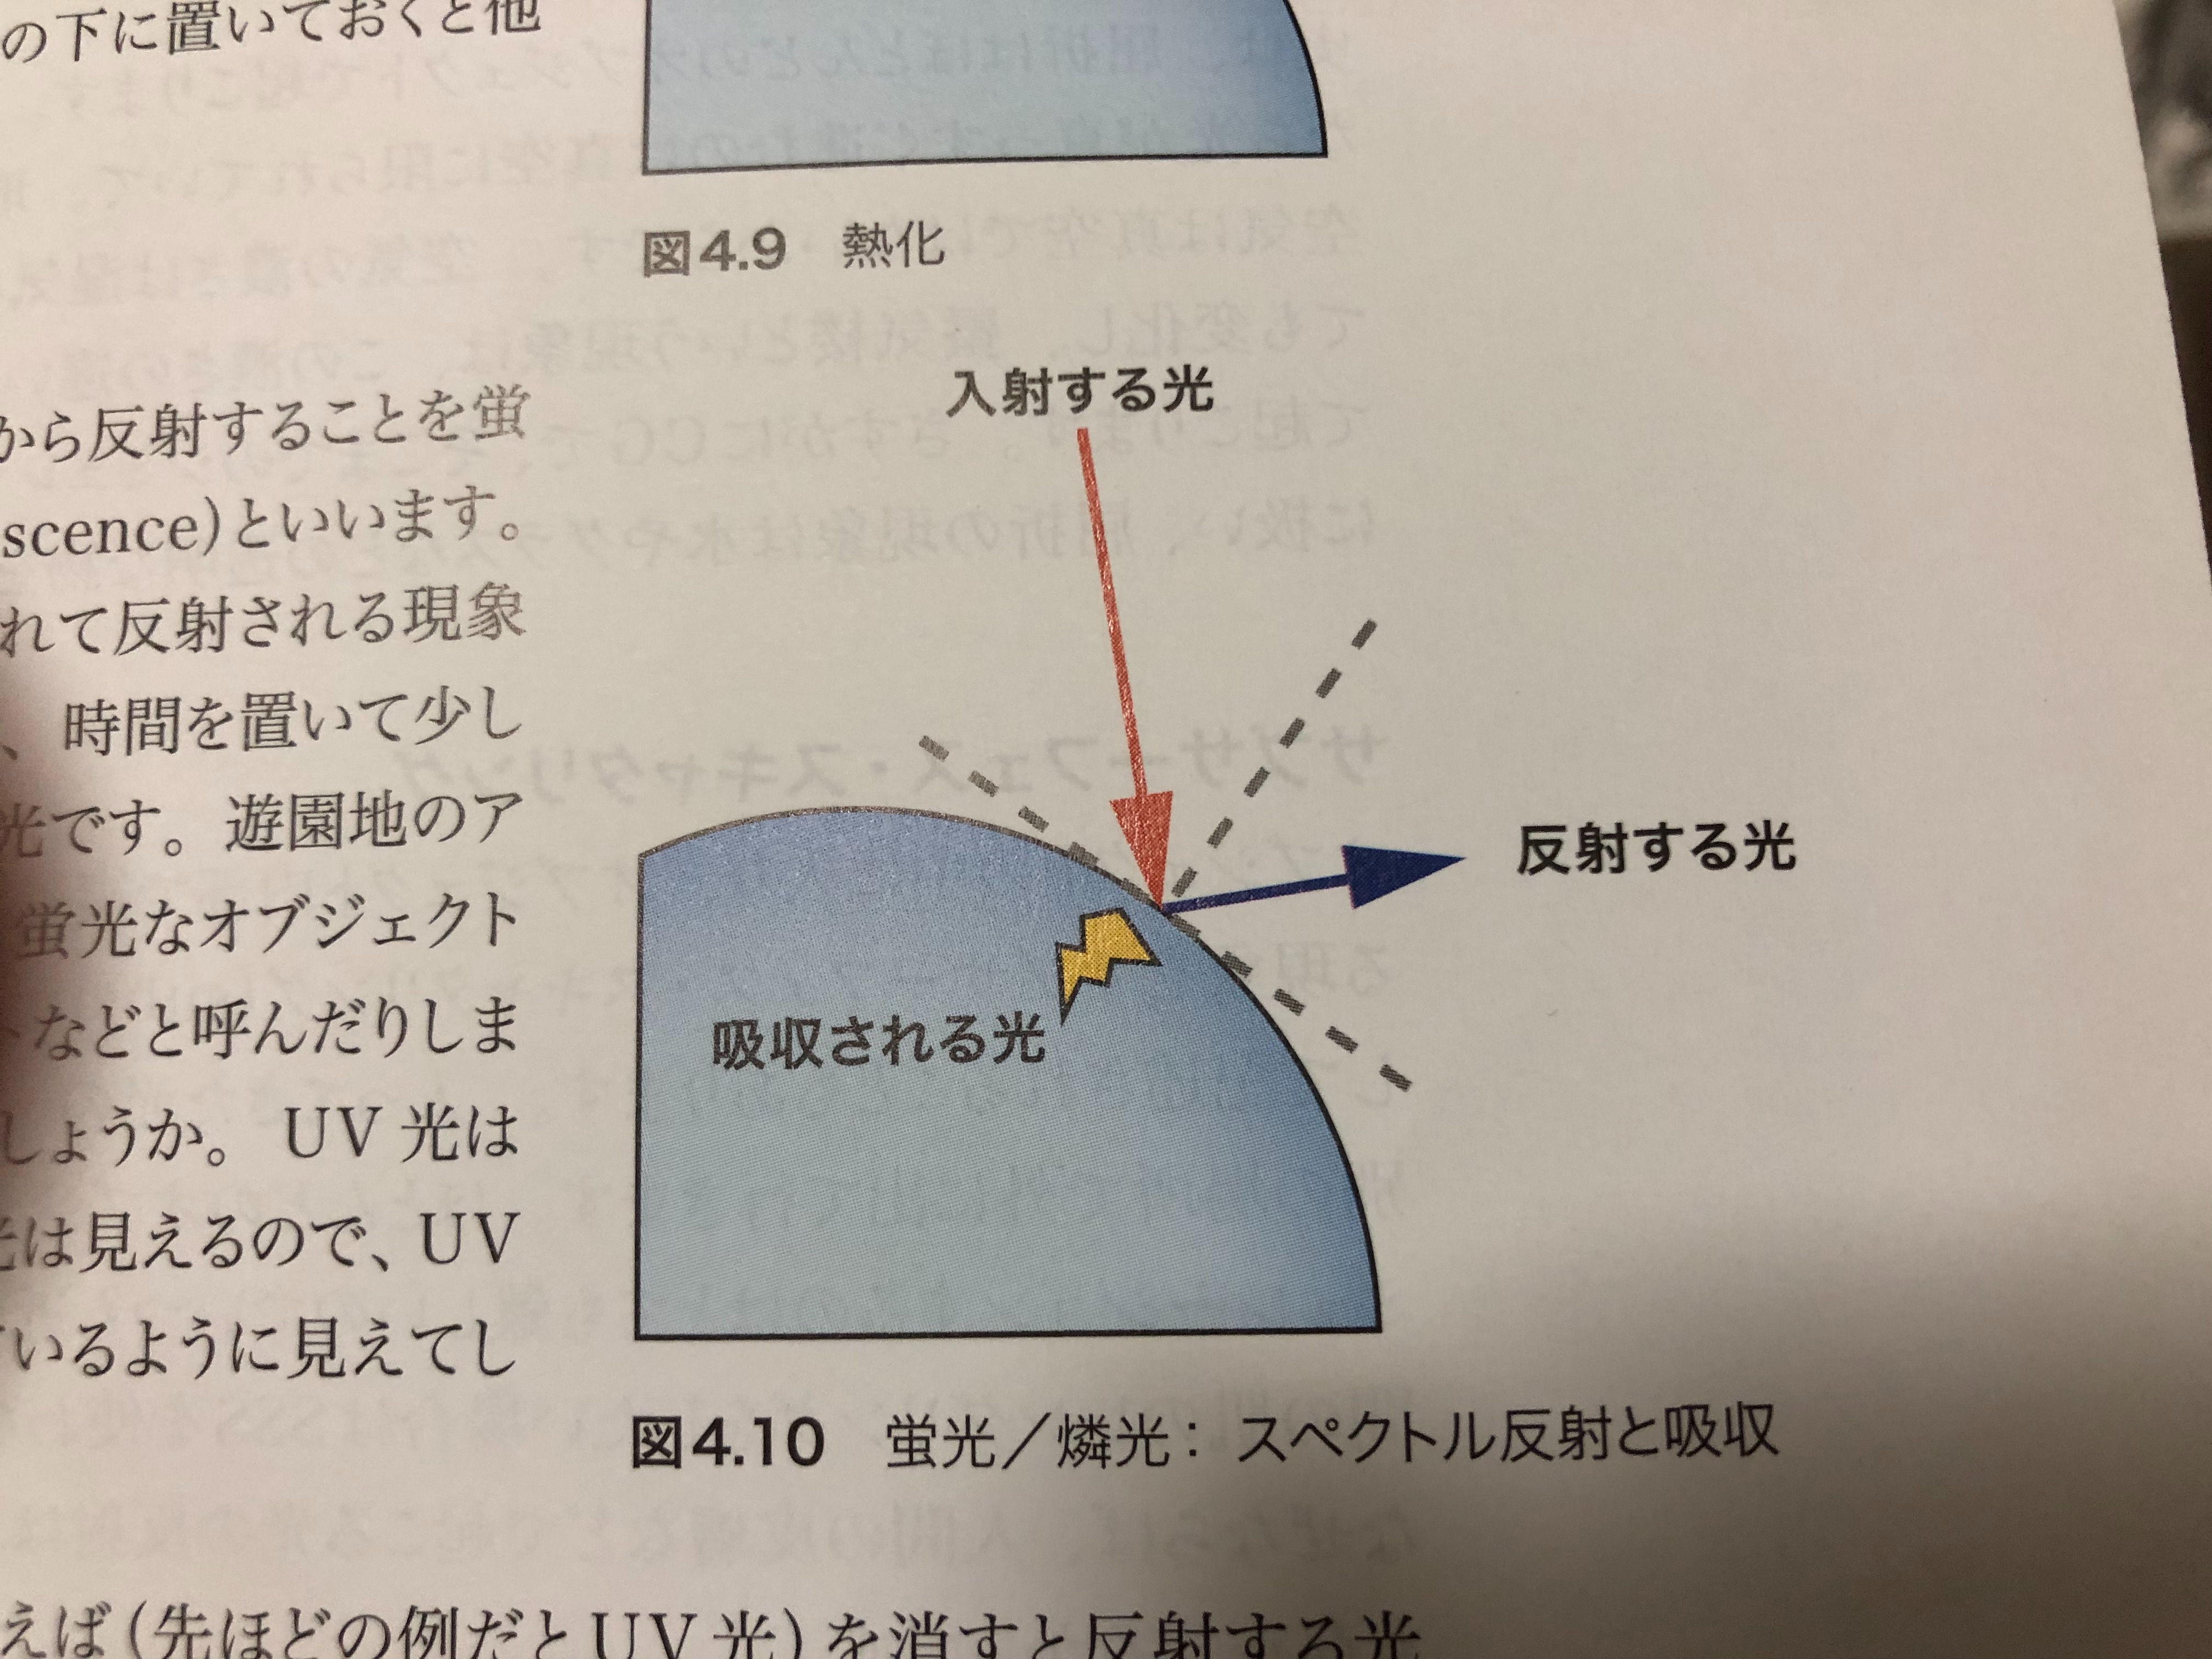 の下に置いておくと他
図4.9　熱化
から反射することを蛍
scence)といいます。
れて反射される現象
、時間を置いて少し
光です。遊園地のア
蛍光なオブジェクト
などと呼んだりしま
しょうか。UV 光は
は見えるので、UV
いるように見えてし
入射する光
反射する光
吸収される光
図4.10　蛍光／燐光：スペクトル反射と吸収
えば(先ほどの例だとUV光)を消すと反射する光